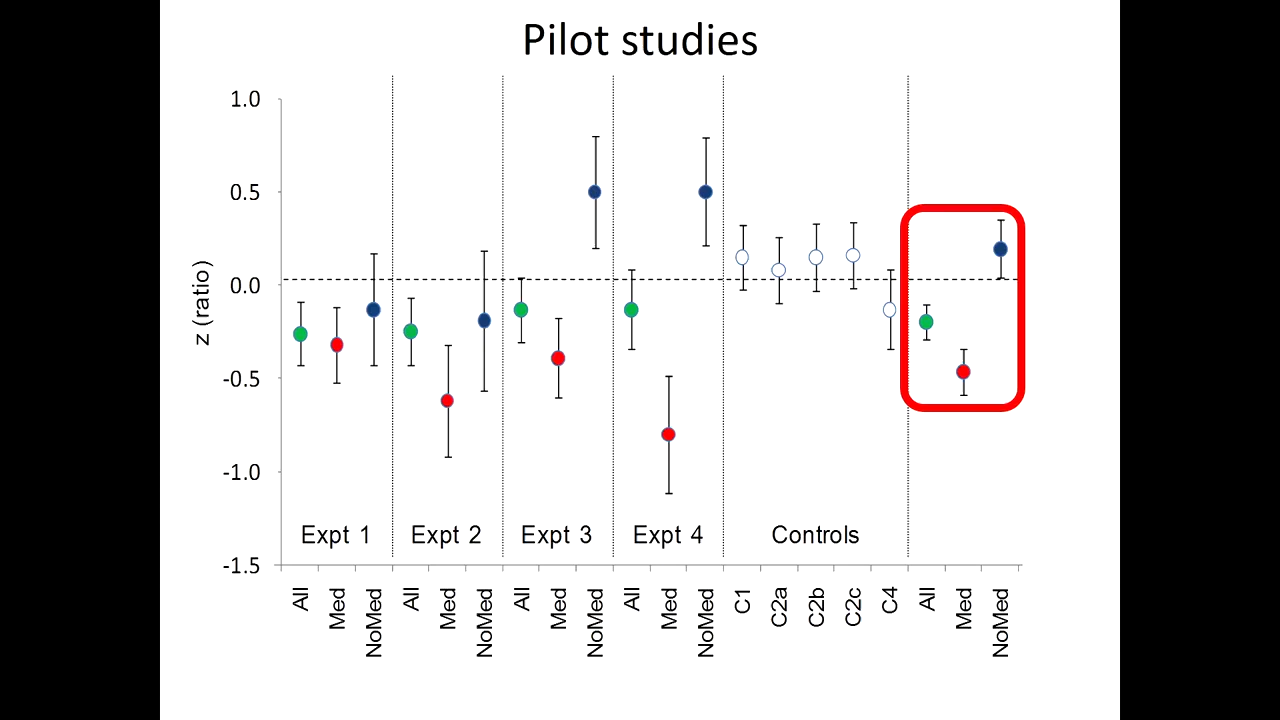 Pilot studies
1.0
0.5
0.0
-0.5
-1.0
-1.5
z (ratio)
Expt 1
Expt 2
Expt 3
Expt 4
Controls
All
Med
NoMed
All
Med
NoMed
All
Med
NoMed
All
Med
NoMed
C1
C2a
C2b
C2c
C4
All
Med
NoMed